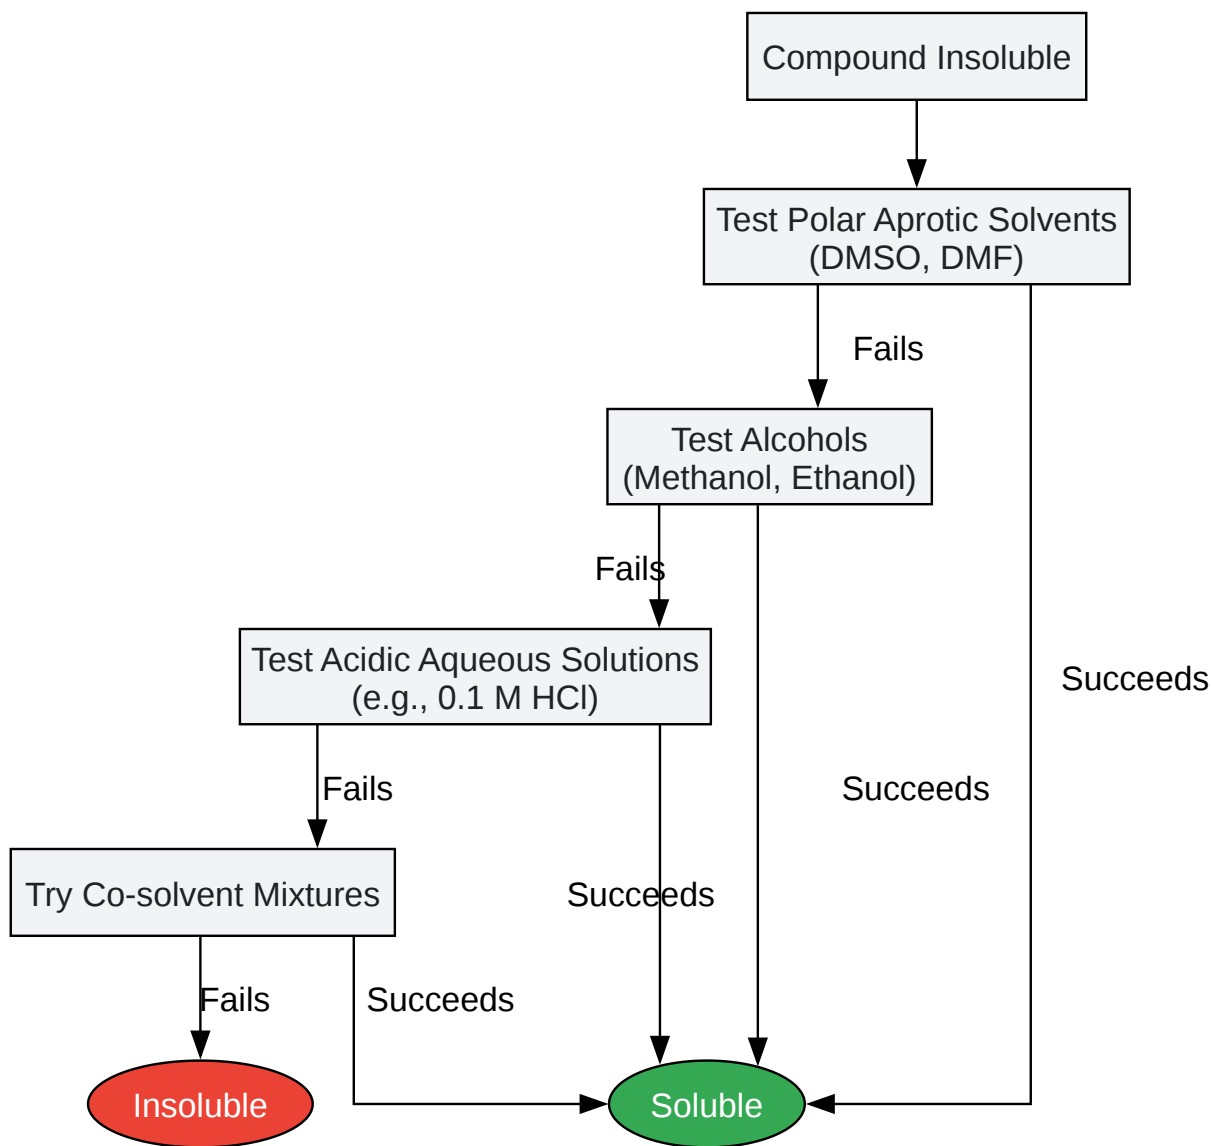 Compound Insoluble
Test Polar Aprotic Solvents
(DMSO, DMF)
Fails
Test Alcohols
(Methanol, Ethanol)
Fails
Test Acidic Aqueous Solutions
(e.g., 0.1 M HCl)
Succeeds
Fails
Succeeds
Try Co-solvent Mixtures
Succeeds
Fails
Succeeds
Insoluble
Soluble